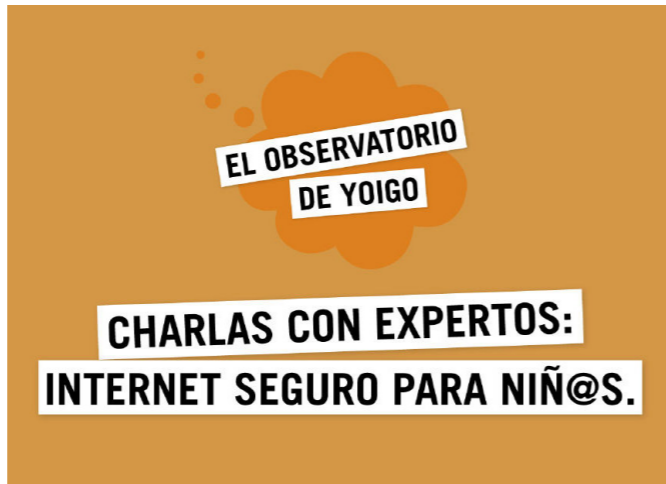 EL OBSERVATORIO
DE YOIGO
CHARLAS CON EXPERTOS:
INTERNET SEGURO PARA NIÑ@S.